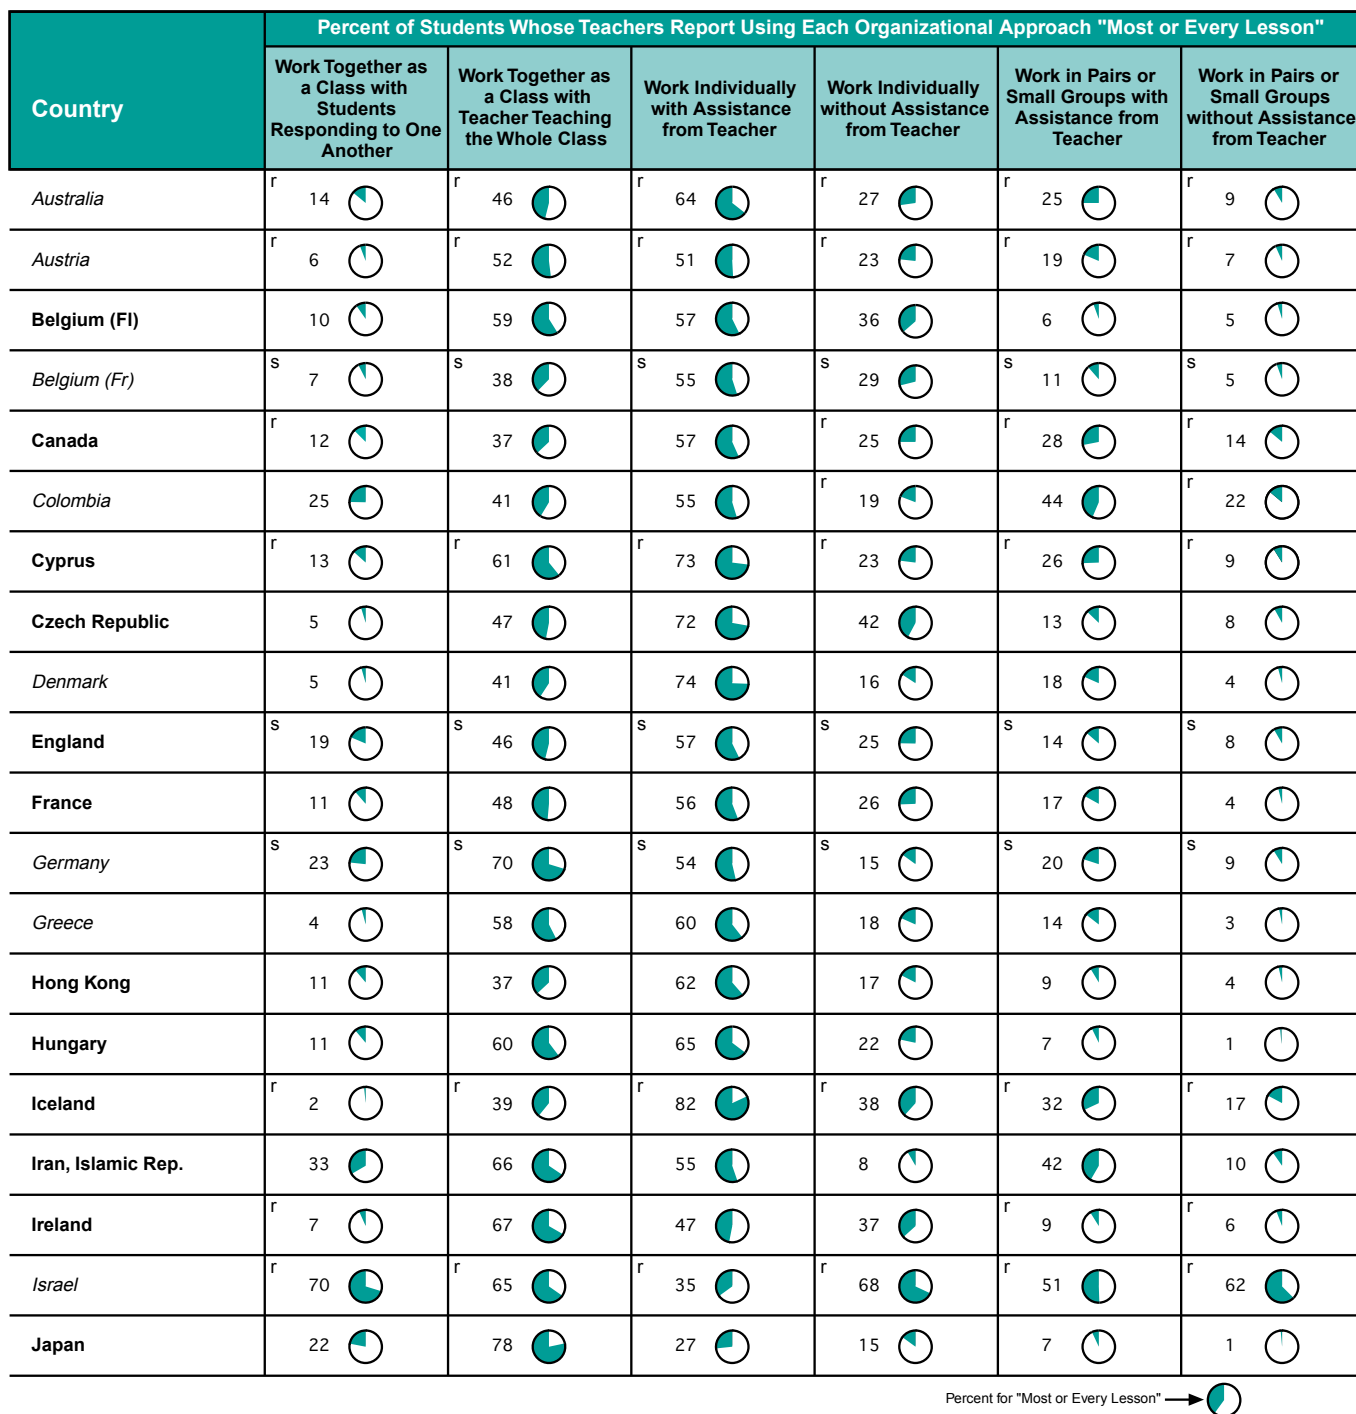 Percent of Students Whose Teachers Report Using Each Organizational Approach "Most or Every Lesson"
Country
Work Together as
a Class with
Students
Responding to One
Another
Work Together as
a Class with
Teacher Teaching
the Whole Class
Work Individually
with Assistance
from Teacher
Work Individually
without Assistance
from Teacher
Work in Pairs or
Small Groups with
Assistance from
Teacher
Work in Pairs or
Small Groups
without Assistance
from Teacher
Australia r 14 r 46 r 64 r 27 r 25 r 9
Austria r 6 r 52 r 51 r 23 r 19 r 7
Belgium (Fl) 10 59 57 36 6 5
Belgium (Fr) s 7 s 38 s 55 s 29 s 11 s 5
Canada r 12 37 57 r 25 r 28 r 14
Colombia 25 41 55 r 19 44 r 22
Cyprus r 13 r 61 r 73 r 23 r 26 r 9
Czech Republic 5 47 72 42 13 8
Denmark 5 41 74 16 18 4
England s 19 s 46 s 57 s 25 s 14 s 8
France 11 48 56 26 17 4
Germany s 23 s 70 s 54 s 15 s 20 s 9
Greece 4 58 60 18 14 3
Hong Kong 11 37 62 17 9 4
Hungary 11 60 65 22 7 1
Iceland r 2 r 39 r 82 r 38 r 32 r 17
Iran, Islamic Rep. 33 66 55 8 42 10
Ireland r 7 67 47 37 r 9 r 6
Israel r 70 r 65 r 35 r 68 r 51 r 62
Japan 22 78 27 15 7 1
Percent for "Most or Every Lesson"